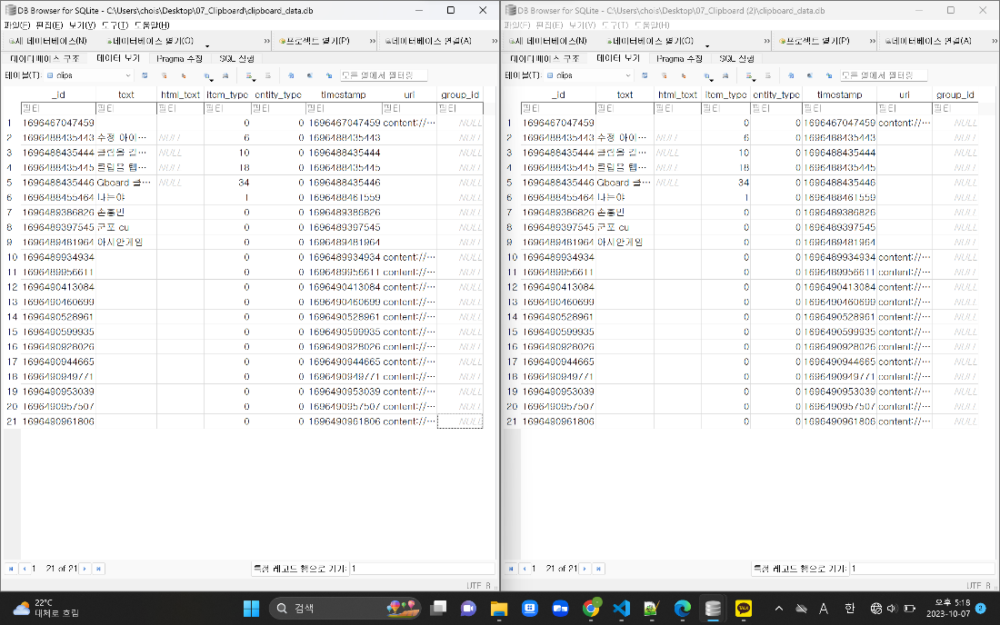 DB Browser for SQLite - C:\Users\chois\Desktop\07_Clipboard\clipboard_data.db
파일(F) 편집(E) 보기(V) 도구(T) 도움말(H)
새 데이터베이스(N) 데이터베이스 열기(O) » 프로젝트 열기(P) » 데이터베이스 연결(A) »
데이터베이스 구조 데이터 보기 Pragma 수정 SQL 실행
테이블(T): clips 모든 열에서 필터링
_id text html_text item_type entity_type timestamp uri group_id
필터 필터 필터 필터 필터 필터 필터 필터
1 1696467047459 0 0 1696467047459 content://… NULL
2 1696488435443 수정 아이… NULL 6 0 1696488435443 NULL
3 1696488435444 클립을 길… NULL 10 0 1696488435444 NULL
4 1696488435445 클립을 탭… NULL 18 0 1696488435445 NULL
5 1696488435446 Gboard 클… NULL 34 0 1696488435446 NULL
6 1696488455464 나는야 1 0 1696488461559 NULL
7 1696489386826 손흥민 0 0 1696489386826 NULL
8 1696489397545 군포 cu 0 0 1696489397545 NULL
9 1696489481964 아시안게임 0 0 1696489481964 NULL
10 1696489934934 0 0 1696489934934 content://… NULL
11 1696489956611 0 0 1696489956611 content://… NULL
12 1696490413084 0 0 1696490413084 content://… NULL
13 1696490460699 0 0 1696490460699 content://… NULL
14 1696490528961 0 0 1696490528961 content://… NULL
15 1696490599935 0 0 1696490599935 content://… NULL
16 1696490928026 0 0 1696490928026 content://… NULL
17 1696490944665 0 0 1696490944665 content://… NULL
18 1696490949771 0 0 1696490949771 content://… NULL
19 1696490953039 0 0 1696490953039 content://… NULL
20 1696490957507 0 0 1696490957507 content://… NULL
21 1696490961806 0 0 1696490961806 content://… NULL
1 21 of 21 특정 레코드 행으로 가기: 1
UTF-8
DB Browser for SQLite - C:\Users\chois\Desktop\07_Clipboard (2)\clipboard_data.db
파일(F) 편집(E) 보기(V) 도구(T) 도움말(H)
새 데이터베이스(N) 데이터베이스 열기(O) » 프로젝트 열기(P) » 데이터베이스 연결(A) »
데이터베이스 구조 데이터 보기 Pragma 수정 SQL 실행
테이블(T): clips 모든 열에서 필터링
_id text html_text item_type entity_type timestamp uri group_id
필터 필터 필터 필터 필터 필터 필터 필터
1 1696467047459 0 0 1696467047459 content://… NULL
2 1696488435443 수정 아이… NULL 6 0 1696488435443 NULL
3 1696488435444 클립을 길… NULL 10 0 1696488435444 NULL
4 1696488435445 클립을 탭… NULL 18 0 1696488435445 NULL
5 1696488435446 Gboard 클… NULL 34 0 1696488435446 NULL
6 1696488455464 나는야 1 0 1696488461559 NULL
7 1696489386826 손흥민 0 0 1696489386826 NULL
8 1696489397545 군포 cu 0 0 1696489397545 NULL
9 1696489481964 아시안게임 0 0 1696489481964 NULL
10 1696489934934 0 0 1696489934934 content://… NULL
11 1696489956611 0 0 1696489956611 content://… NULL
12 1696490413084 0 0 1696490413084 content://… NULL
13 1696490460699 0 0 1696490460699 content://… NULL
14 1696490528961 0 0 1696490528961 content://… NULL
15 1696490599935 0 0 1696490599935 content://… NULL
16 1696490928026 0 0 1696490928026 content://… NULL
17 1696490944665 0 0 1696490944665 content://… NULL
18 1696490949771 0 0 1696490949771 content://… NULL
19 1696490953039 0 0 1696490953039 content://… NULL
20 1696490957507 0 0 1696490957507 content://… NULL
21 1696490961806 0 0 1696490961806 content://… NULL
1 21 of 21 특정 레코드 행으로 가기: 1
UTF-8
22°C
대체로 흐림
검색
TALK
A 한
오후 5:18
2023-10-07
2